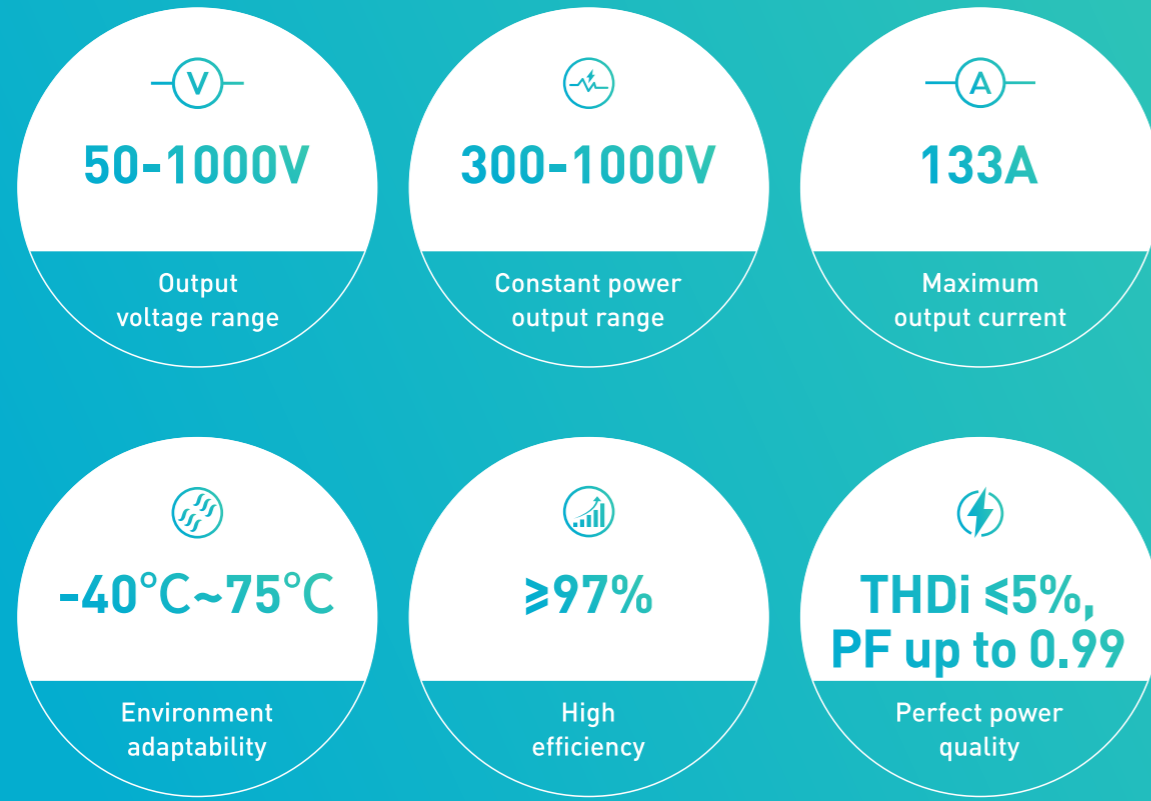 V
50-1000V
Output
voltage range
300-1000V
Constant power
output range
A
133A
Maximum
output current
-40°C~75°C
Environment
adaptability
≥97%
High
efficiency
THDi ≤5%,
PF up to 0.99
Perfect power
quality